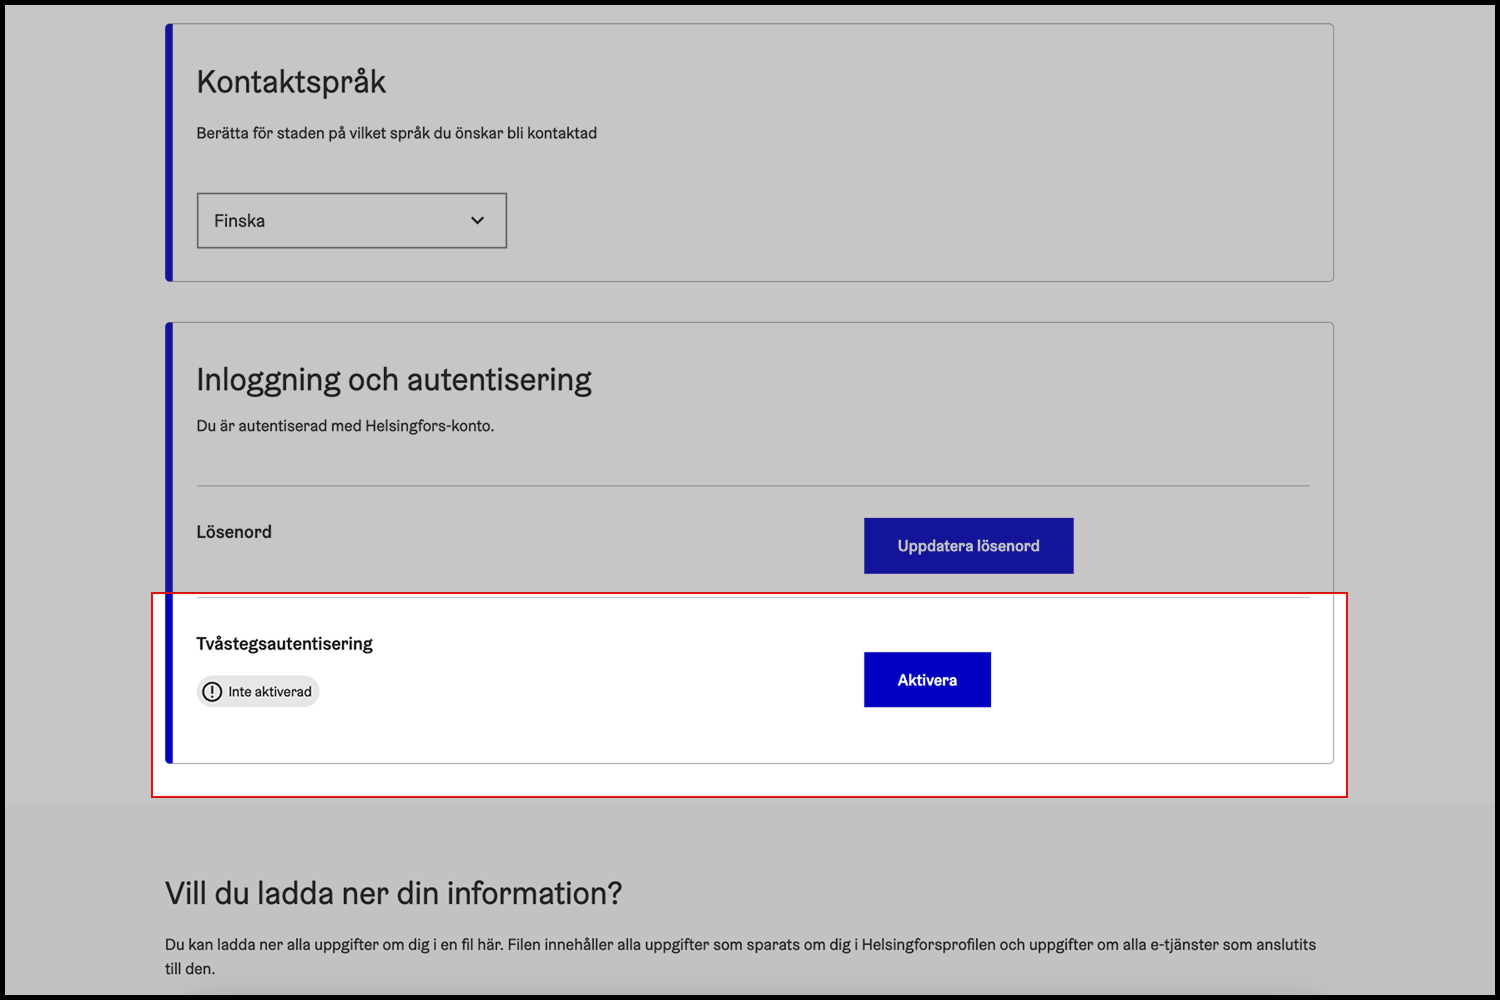 Kontaktspråk
Berätta för staden på vilket språk du önskar bli kontaktad
Finska
Inloggning och autentisering
Du är autentiserad med Helsingfors-konto.
Lösenord
Uppdatera lösenord
Tvåstegsautentisering
Inte aktiverad
Aktivera
Vill du ladda ner din information?
Du kan ladda ner alla uppgifter om dig i en fil här. Filen innehåller alla uppgifter som sparats om dig i Helsingforsprofilen och uppgifter om alla e-tjänster som anslutits
till den.